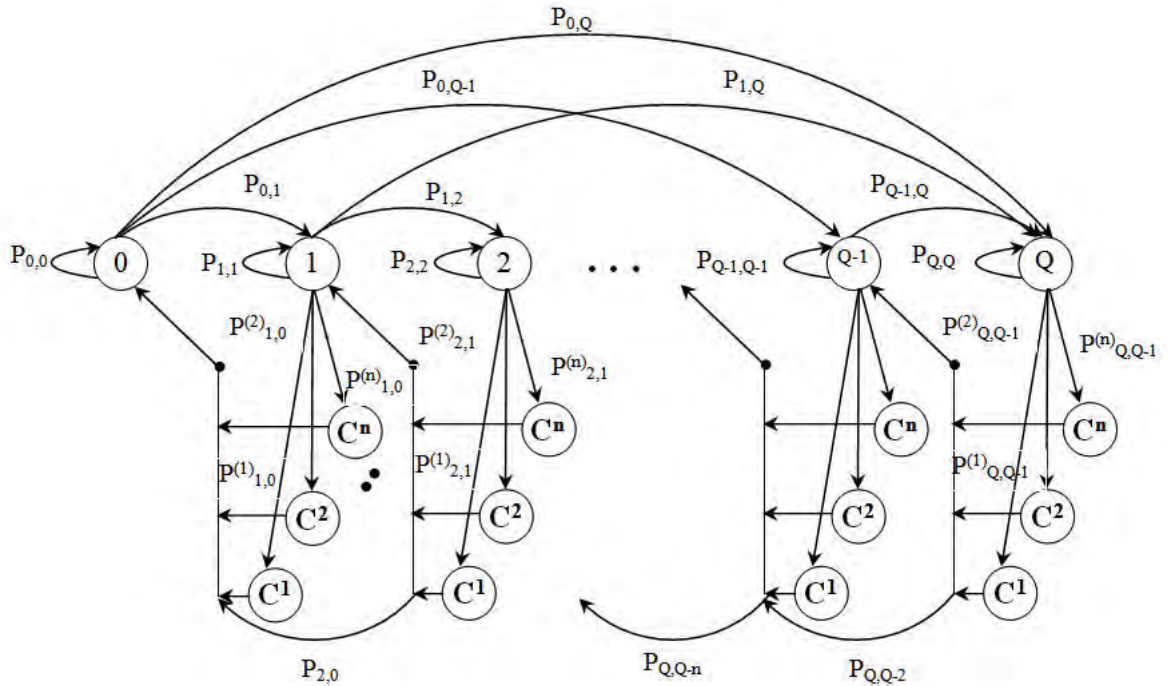 P0,Q
P0,Q-1
P1,Q
P0,1
P1,2
PQ-1,Q
P0,0
0
P1,1
1
P2,2
2
. . .
PQ-1,Q-1
Q-1
PQ,Q
Q
P(2)1,0
P(2)2,1
P(2)Q,Q-1
P(n)1,0
P(n)2,1
P(n)Q,Q-1
Cn
Cn
Cn
Cn
P(1)1,0
P(1)2,1
P(1)Q,Q-1
C2
C2
C2
C2
C1
C1
C1
C1
P2,0
PQ,Q-n
PQ,Q-2